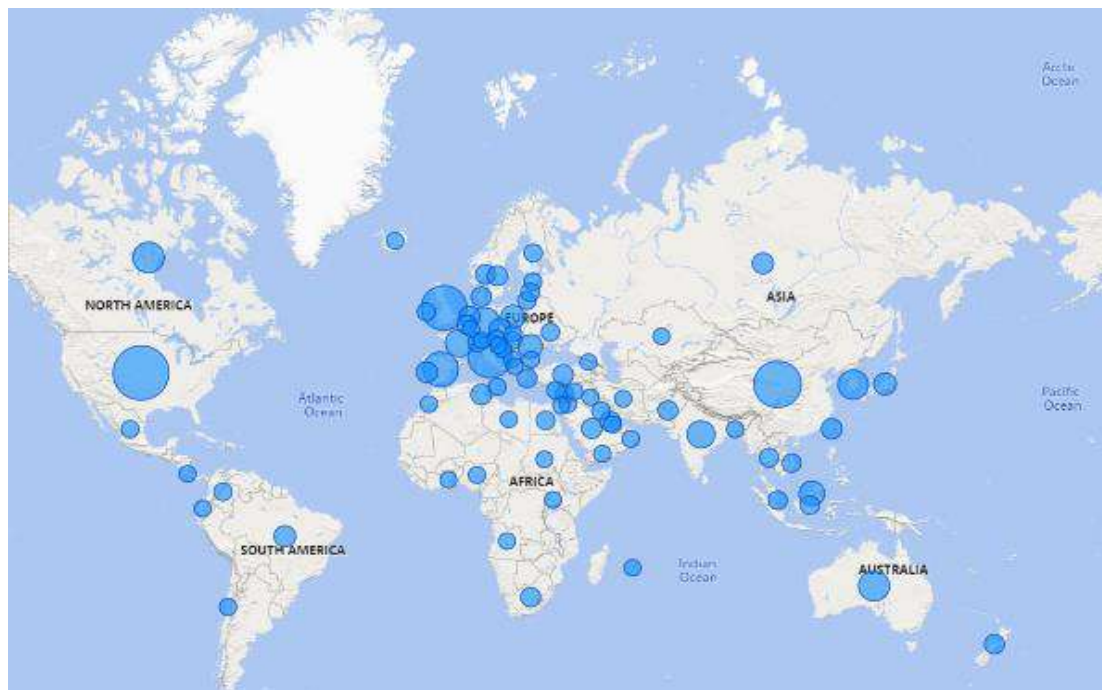 Arctic
Ocean
NORTH AMERICA
EUROPE
ASIA
Atlantic
Ocean
Pacific
Ocean
AFRICA
SOUTH AMERICA
Indian
Ocean
AUSTRALIA